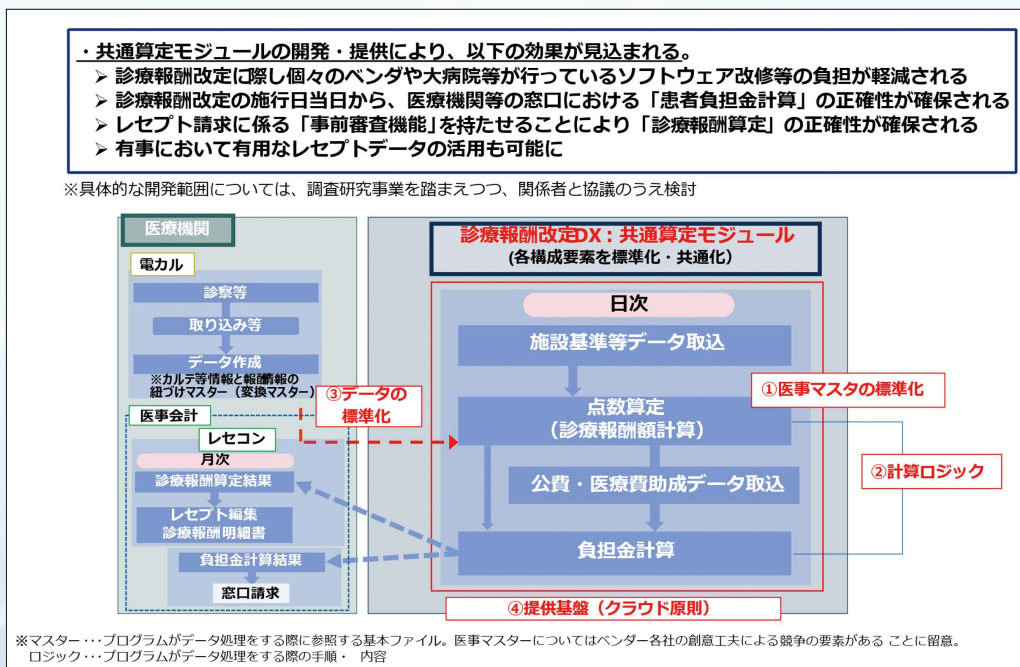 ・共通算定モジュールの開発・提供により、以下の効果が見込まれる。
➢ 診療報酬改定に際し個々のベンダや大病院等が行っているソフトウェア改修等の負担が軽減される
➢ 診療報酬改定の施行日当日から、医療機関等の窓口における「患者負担金計算」の正確性が確保される
➢ レセプト請求に係る「事前審査機能」を持たせることにより「診療報酬算定」の正確性が確保される
➢ 有事において有用なレセプトデータの活用も可能に
※具体的な開発範囲については、調査研究事業を踏まえつつ、関係者と協議のうえ検討
医療機関
電カル
診察等
取り込み等
データ作成
※カルテ等情報と報酬情報の
紐づけマスター（変換マスター）
医事会計
レセコン
月次
診療報酬算定結果
レセプト編集
診療報酬明細書
負担金計算結果
窓口請求
③データの
標準化
診療報酬改定DX：共通算定モジュール
(各構成要素を標準化・共通化）
日次
施設基準等データ取込
点数算定
（診療報酬額計算）
公費・医療費助成データ取込
負担金計算
①医事マスタの標準化
②計算ロジック
④提供基盤（クラウド原則）
※マスター・・・プログラムがデータ処理をする際に参照する基本ファイル。医事マスターについてはベンダー各社の創意工夫による競争の要素がある ことに留意。
ロジック・・・プログラムがデータ処理をする際の手順・ 内容